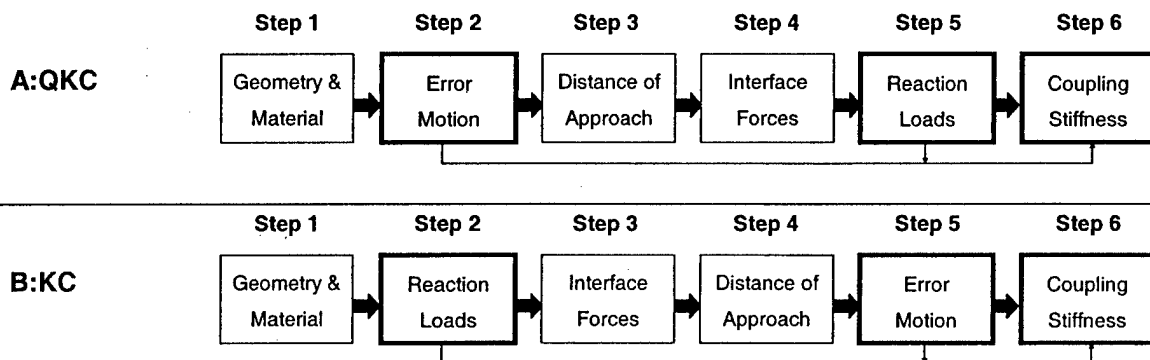 Step 1 Step 2 Step 3 Step 4 Step 5 Step 6
A:QKC
Geometry & Material
Error Motion
Distance of Approach
Interface Forces
Reaction Loads
Coupling Stiffness
Step 1 Step 2 Step 3 Step 4 Step 5 Step 6
B:KC
Geometry & Material
Reaction Loads
Interface Forces
Distance of Approach
Error Motion
Coupling Stiffness